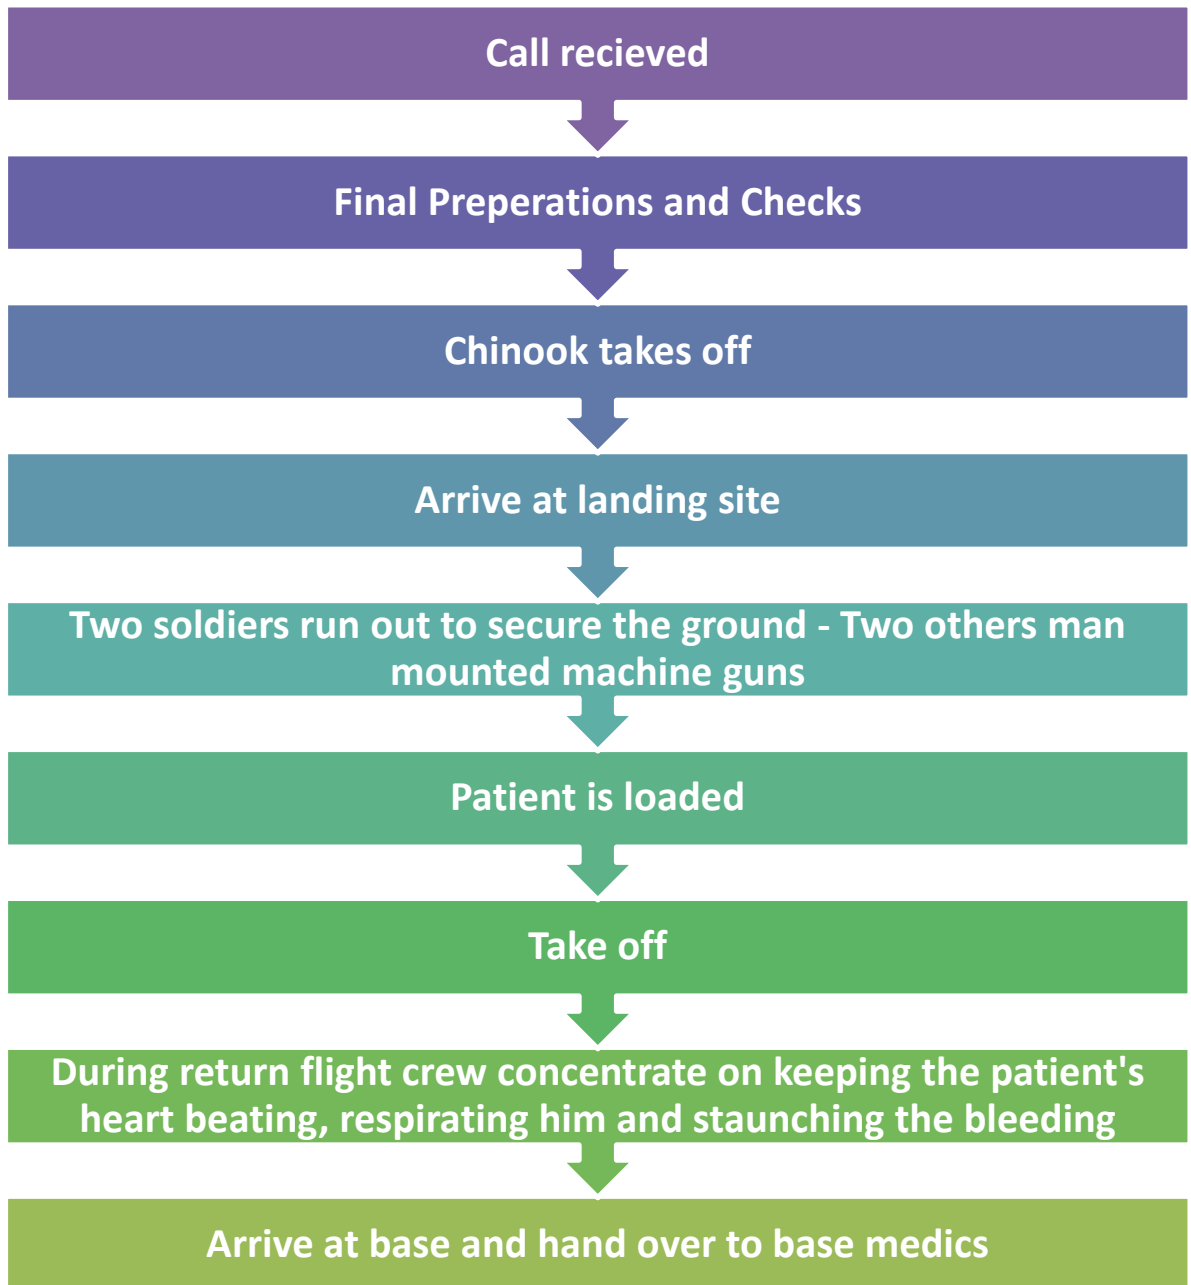 Call recieved
Final Preperations and Checks
Chinook takes off
Arrive at landing site
Two soldiers run out to secure the ground - Two others man
mounted machine guns
Patient is loaded
Take off
During return flight crew concentrate on keeping the patient's
heart beating, respirating him and staunching the bleeding
Arrive at base and hand over to base medics